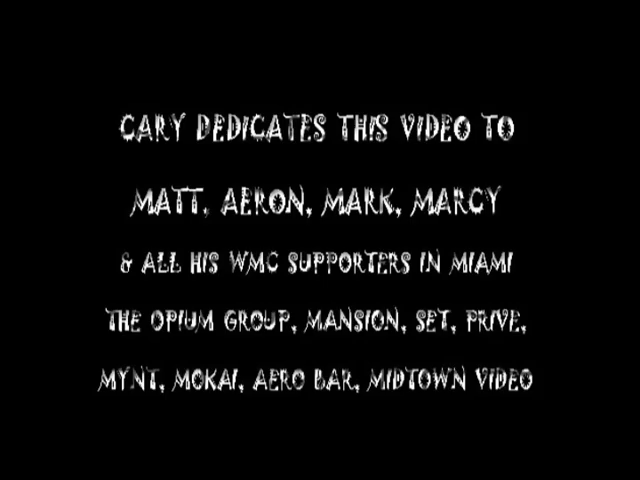 CARY DEDICATES THIS VIDEO TO
MATT, AERON, MARK, MARCY
& ALL HIS WMC SUPPORTERS IN MIAMI
THE OPIUM GROUP, MANSION, SET, PRIVE,
MYNT, MOKAI, AERO BAR, MIDTOWN VIDEO